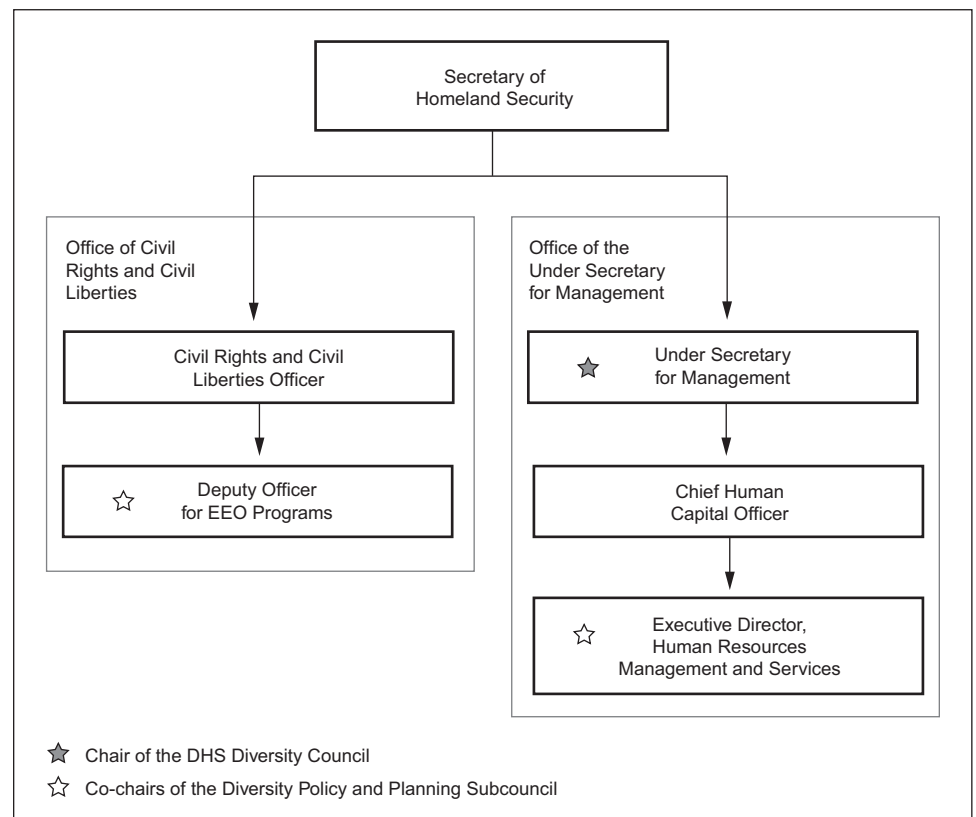 Secretary of
Homeland Security
Office of Civil
Rights and Civil
Liberties
Civil Rights and Civil
Liberties Officer
Deputy Officer
for EEO Programs
Office of the
Under Secretary
for Management
Under Secretary
for Management
Chief Human
Capital Officer
Executive Director,
Human Resources
Management and Services
Chair of the DHS Diversity Council
Co-chairs of the Diversity Policy and Planning Subcouncil